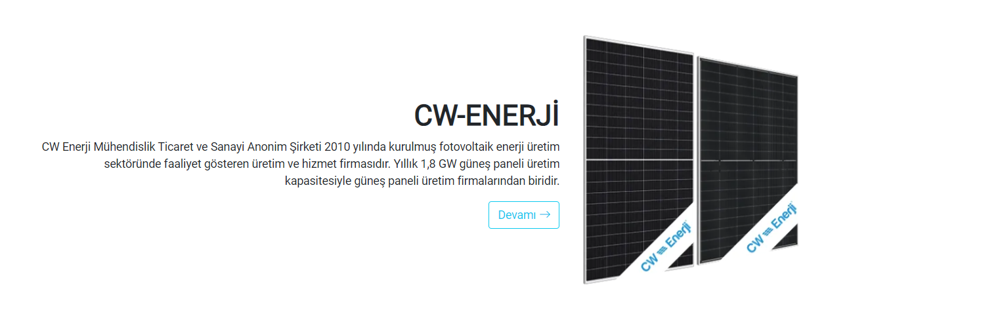 CW-ENERJİ
CW Enerji Mühendislik Ticaret ve Sanayi Anonim Şirketi 2010 yılında kurulmuş fotovoltaik enerji üretim
sektöründe faaliyet gösteren üretim ve hizmet firmasıdır. Yıllık 1,8 GW güneş paneli üretim
kapasitesiyle güneş paneli üretim firmalarından biridir.
Devamı →
CW Enerji
CW Enerji